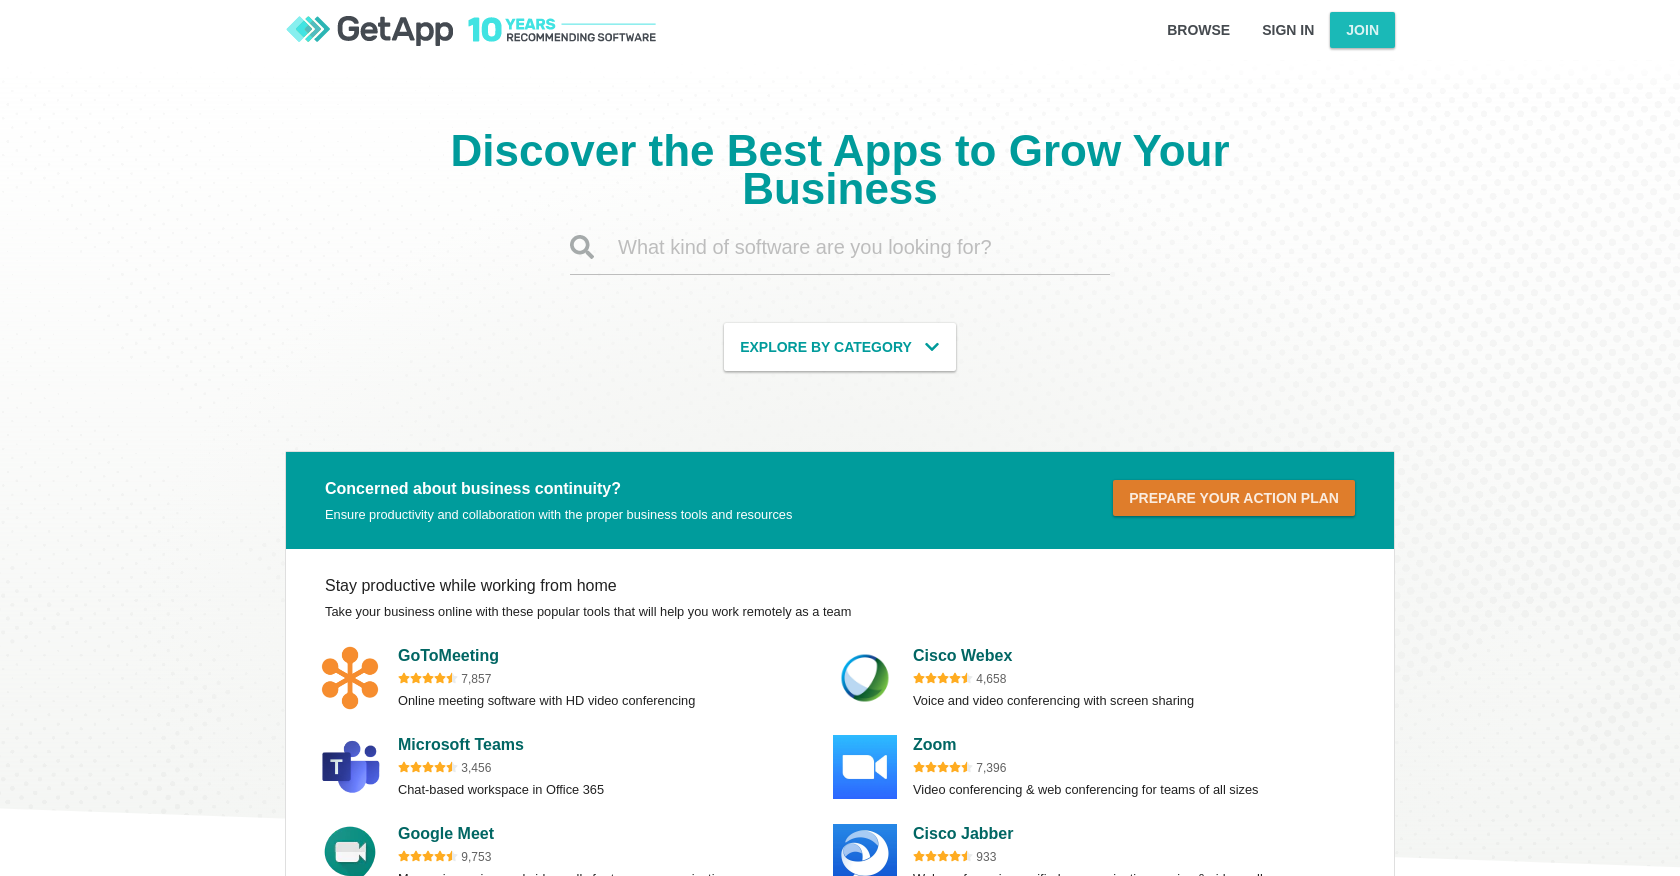 GetApp 10 YEARS RECOMMENDING SOFTWARE
BROWSE SIGN IN JOIN
Discover the Best Apps to Grow Your
Business
What kind of software are you looking for?
EXPLORE BY CATEGORY
Concerned about business continuity?
Ensure productivity and collaboration with the proper business tools and resources
PREPARE YOUR ACTION PLAN
Stay productive while working from home
Take your business online with these popular tools that will help you work remotely as a team
GoToMeeting
7,857
Online meeting software with HD video conferencing
Cisco Webex
4,658
Voice and video conferencing with screen sharing
T
Microsoft Teams
3,456
Chat-based workspace in Office 365
Zoom
7,396
Video conferencing & web conferencing for teams of all sizes
Google Meet
9,753
Cisco Jabber
933